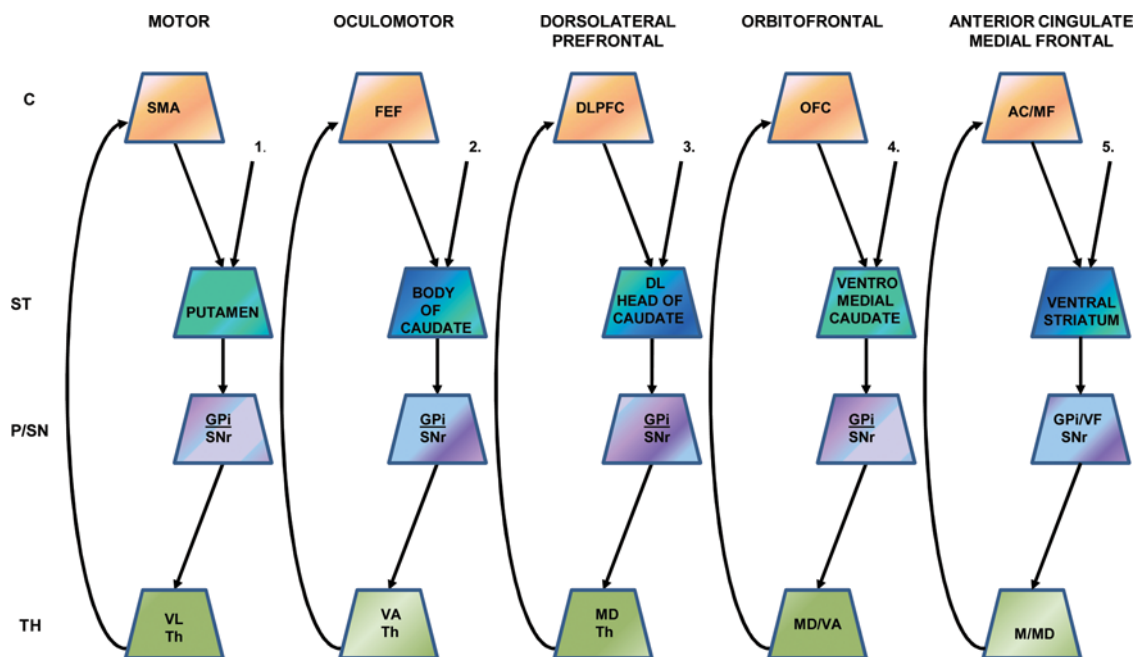 MOTOR
OCULOMOTOR
DORSOLATERAL
PREFRONTAL
ORBITOFRONTAL
ANTERIOR CINGULATE
MEDIAL FRONTAL
C
SMA
FEF
DLPFC
OFC
AC/MF
1.
2.
3.
4.
5.
ST
PUTAMEN
BODY
OF
CAUDATE
DL
HEAD OF
CAUDATE
VENTRO
MEDIAL
CAUDATE
VENTRAL
STRIATUM
P/SN
GPi
SNr
GPi
SNr
GPi
SNr
GPi
SNr
GPi/VF
SNr
TH
VL
Th
VA
Th
MD
Th
MD/VA
M/MD